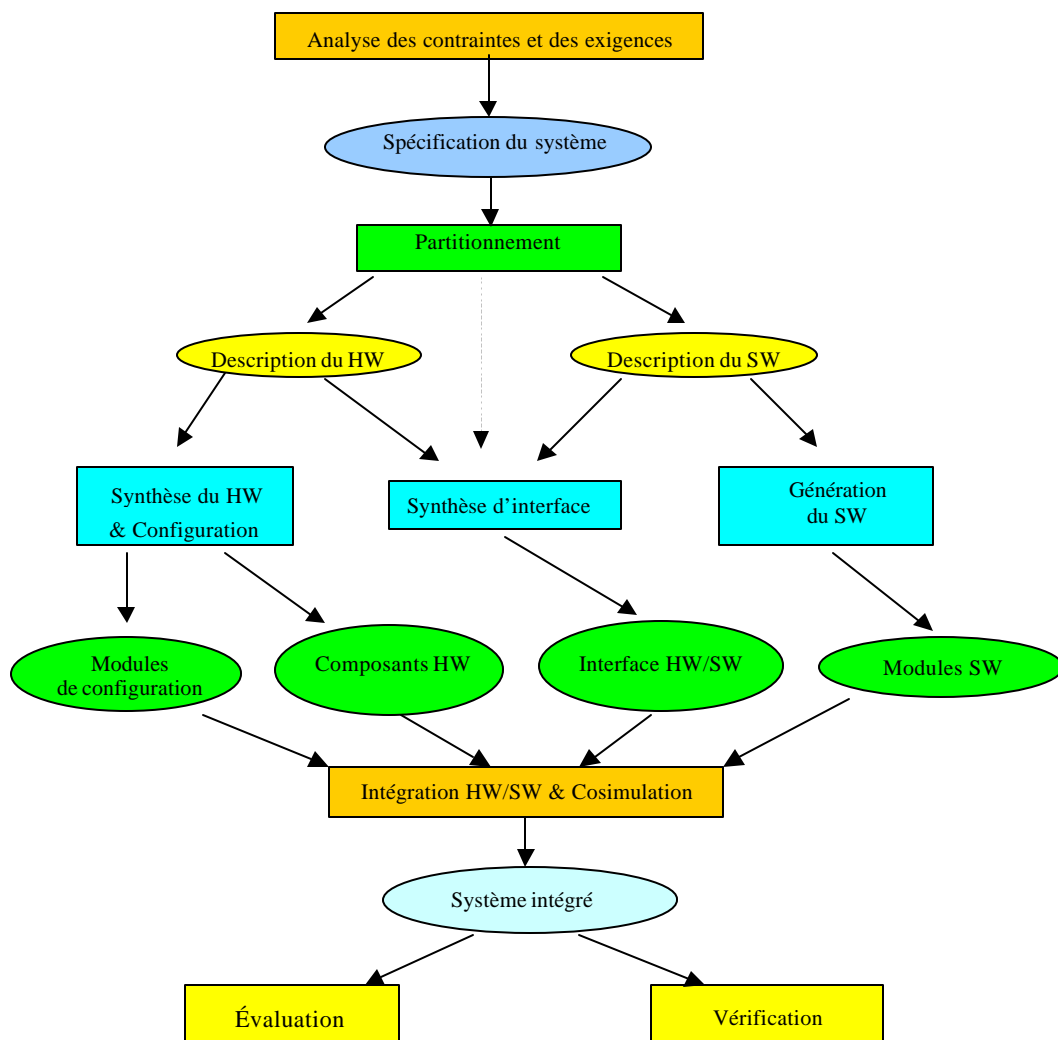 Analyse des contraintes et des exigences
Spécification du système
Partitionnement
Description du HW
Description du SW
Synthèse du HW
& Configuration
Synthèse d’interface
Génération
du SW
Modules
de configuration
Composants HW
Interface HW/SW
Modules SW
Intégration HW/SW & Cosimulation
Système intégré
Évaluation
Vérification